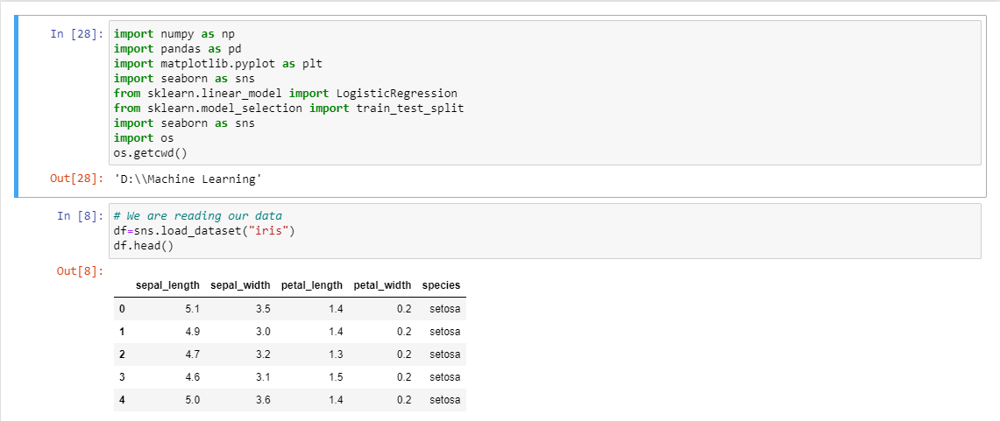 In [28]: import numpy as np
import pandas as pd
import matplotlib.pyplot as plt
import seaborn as sns
from sklearn.linear_model import LogisticRegression
from sklearn.model_selection import train_test_split
import seaborn as sns
import os
os.getcwd()
Out[28]: 'D:\\Machine Learning'
In [8]: # We are reading our data
df=sns.load_dataset("iris")
df.head()
Out[8]:
sepal_length sepal_width petal_length petal_width species
0 5.1 3.5 1.4 0.2 setosa
1 4.9 3.0 1.4 0.2 setosa
2 4.7 3.2 1.3 0.2 setosa
3 4.6 3.1 1.5 0.2 setosa
4 5.0 3.6 1.4 0.2 setosa